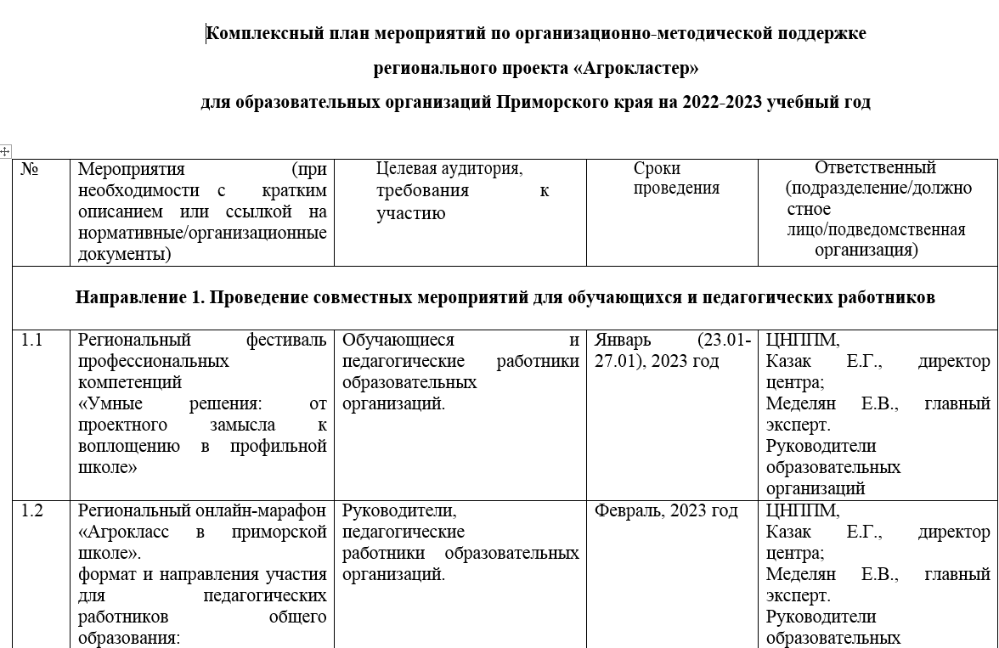 Комплексный план мероприятий по организационно-методической поддержке
регионального проекта «Агрокластер»
для образовательных организаций Приморского края на 2022-2023 учебный год
№
Мероприятия (при
необходимости с кратким
описанием или ссылкой на
нормативные/организационные
документы)
Целевая аудитория,
требования к
участию
Сроки
проведения
Ответственный
(подразделение/должно
стное
лицо/подведомственная
организация)
Направление 1. Проведение совместных мероприятий для обучающихся и педагогических работников
1.1
Региональный фестиваль
профессиональных
компетенций
«Умные решения: от
проектного замысла к
воплощению в профильной
школе»
Обучающиеся и
педагогические работники
образовательных
организаций.
Январь (23.01-
27.01), 2023 год
ЦНППМ,
Казак Е.Г., директор
центра;
Меделян Е.В., главный
эксперт.
Руководители
образовательных
организаций
1.2
Региональный онлайн-марафон
«Агрокласс в приморской
школе».
формат и направления участия
для педагогических
работников общего
образования:
Руководители,
педагогические
работники образовательных
организаций.
Февраль, 2023 год
ЦНППМ,
Казак Е.Г., директор
центра;
Меделян Е.В., главный
эксперт.
Руководители
образовательных